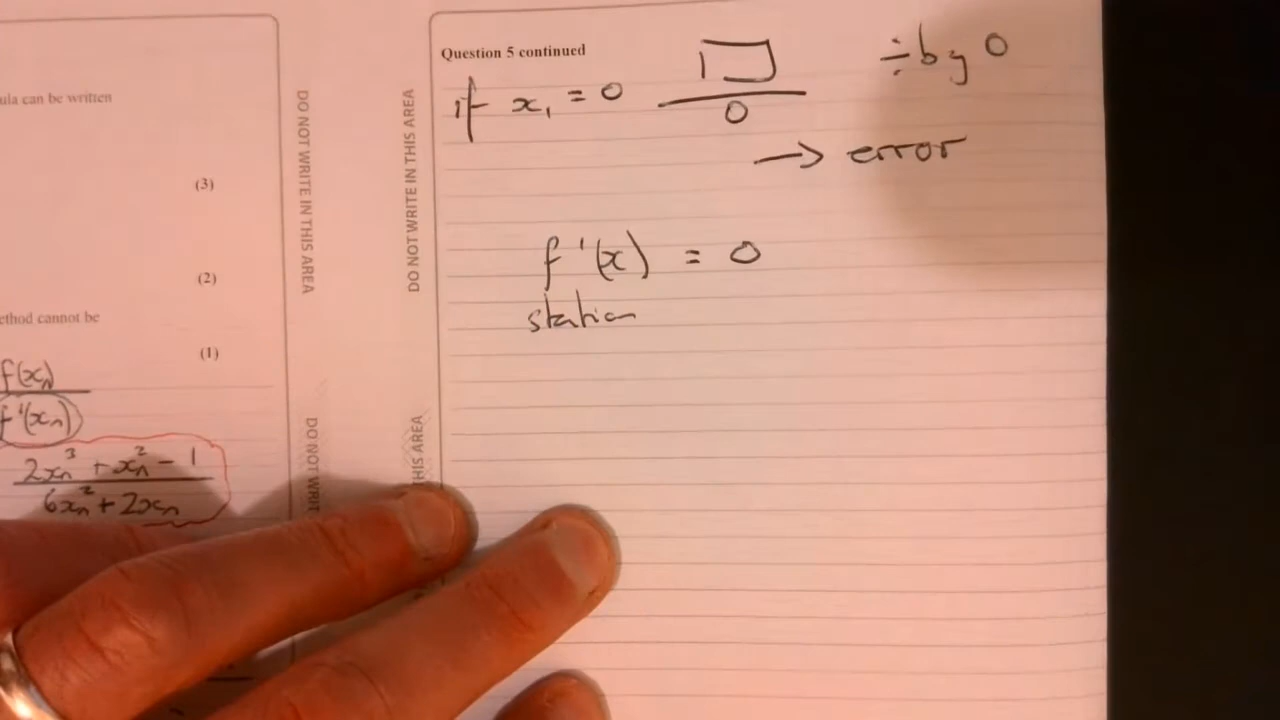 ula can be written
(3)
(2)
ethod cannot be
(1)
f(xₙ)
f'(xₙ)
2xₙ³ + xₙ² - 1
6xₙ² + 2xₙ
DO NOT WRITE IN THIS AREA
DO NOT WRIT
DO NOT WRITE IN THIS AREA
THIS AREA
Question 5 continued
if x₁ = 0
0
÷ by 0
→ error
f'(x) = 0
station